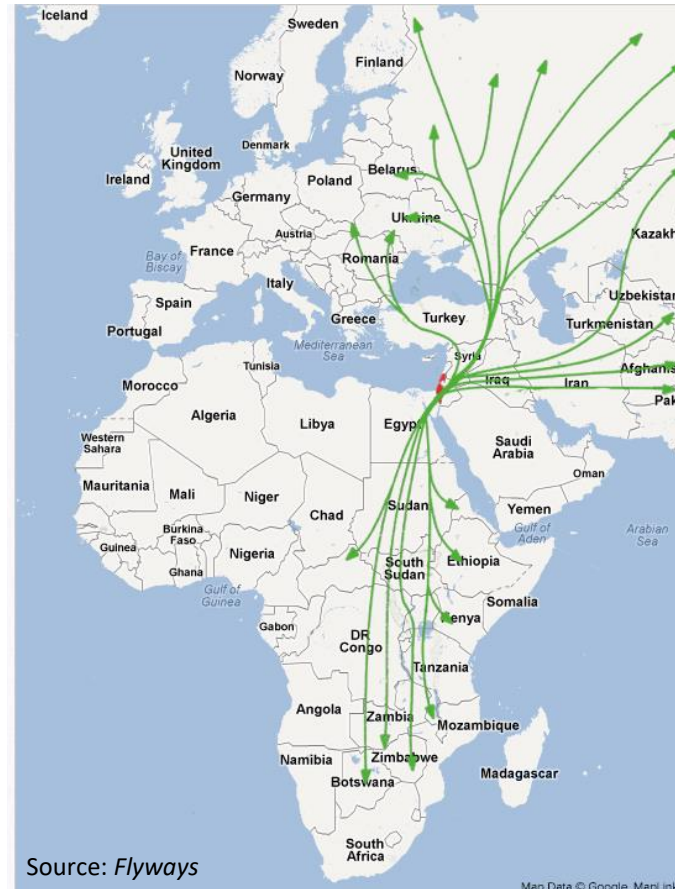 Iceland
Sweden
Finland
Norway
Denmark
United
Kingdom
Ireland
Belarus
Poland
Germany
Ukraine
Austria
Kazakh
France
Bay of
Biscay
Romania
Italy
Uzbekistan
Spain
Portugal
Greece
Turkey
Turkmenistan
Mediterranean
Sea
Syria
Tunisia
Afghanis
Morocco
Iraq
Iran
Pak
Algeria
Libya
Egypt
Western
Sahara
Saudi
Arabia
Oman
Mauritania
Mali
Niger
Chad
Sudan
Yemen
Gulf of
Aden
Arabian
Sea
Burkina
Faso
Guinea
Nigeria
Ghana
South
Sudan
Ethiopia
Gulf of
Guinea
Somalia
Gabon
Kenya
DR
Congo
Tanzania
Angola
Zambia
Mozambique
Namibia
Zimbabwe
Botswana
Madagascar
South
Africa
Source: Flyways
Map Data © Google, MapLink